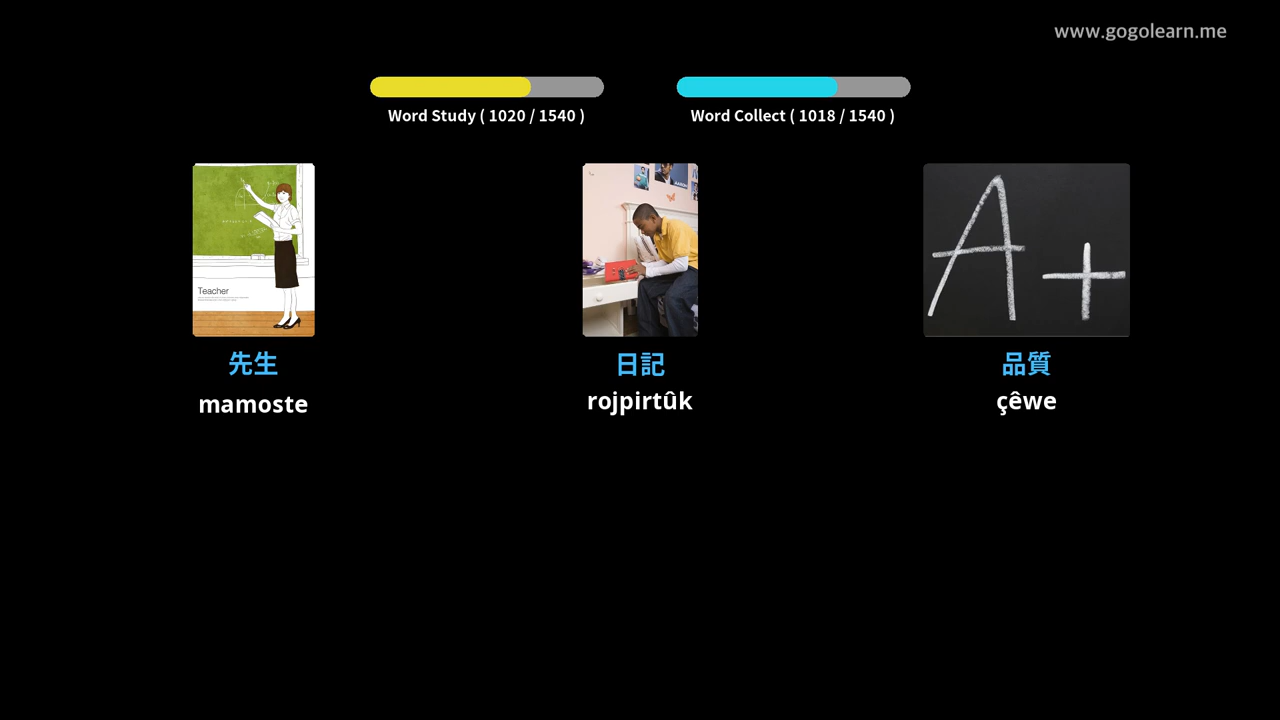 www.gogolearn.me
Word Study ( 1020 / 1540 )
Word Collect ( 1018 / 1540 )
Teacher
先生
日記
品質
mamoste
rojpirtûk
çêwe
A+